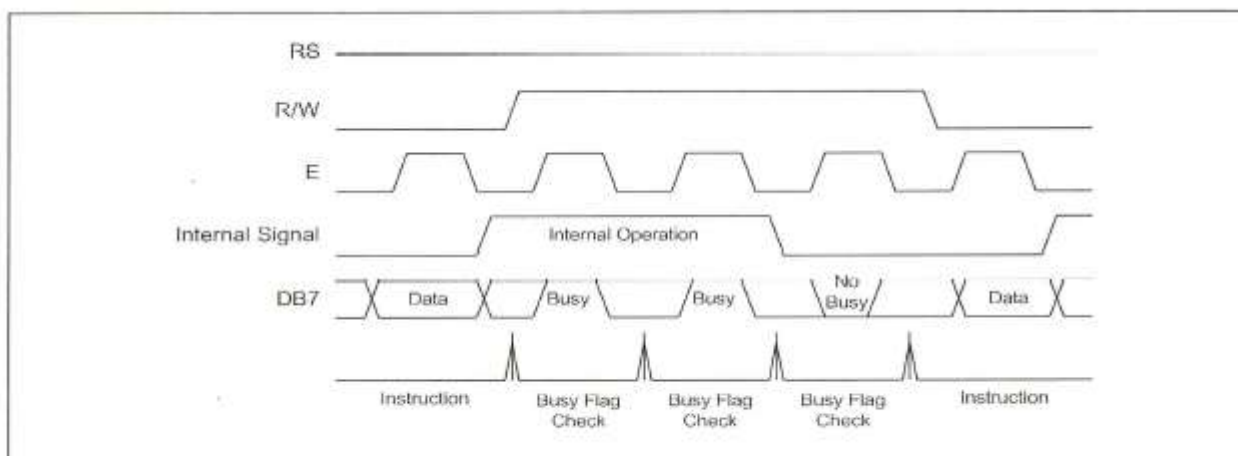 RS
R/W
E
Internal Signal
Internal Operation
DB7
Data
Busy
Busy
No
Busy
Data
Instruction
Busy Flag
Check
Busy Flag
Check
Busy Flag
Check
Instruction